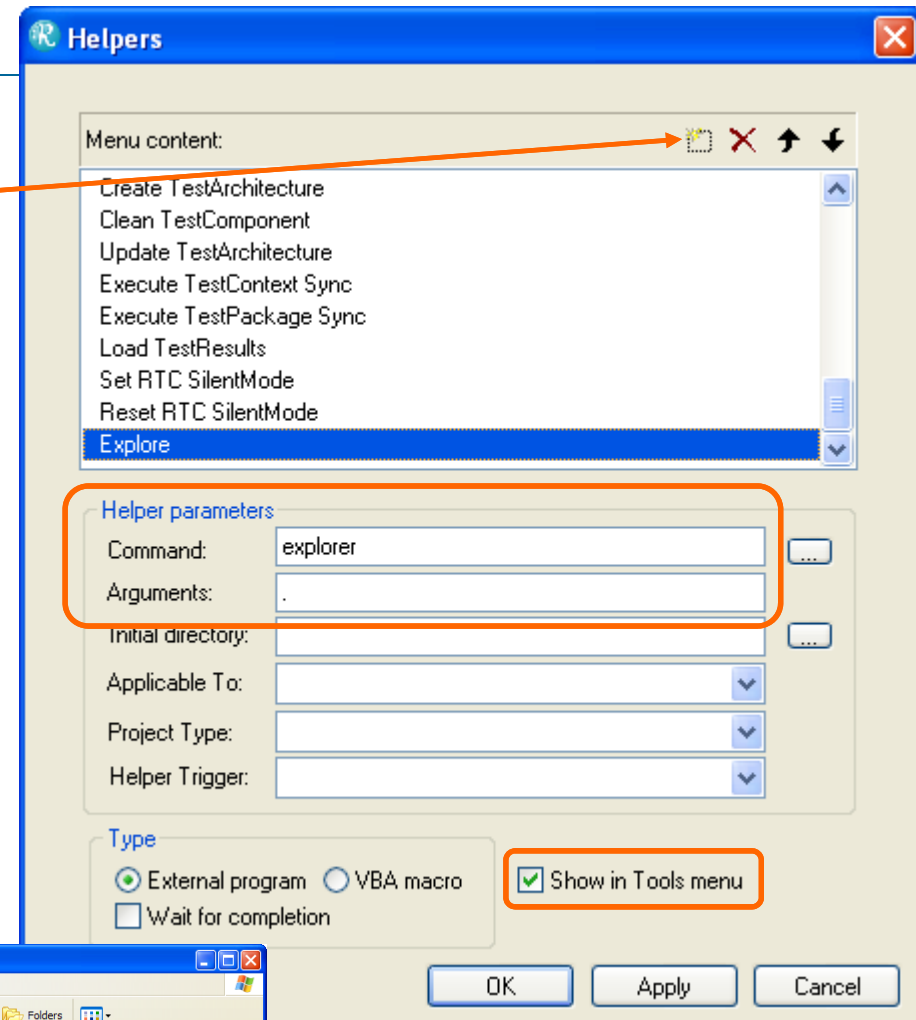 Helpers
Menu content:
Create TestArchitecture
Clean TestComponent
Update TestArchitecture
Execute TestContext Sync
Execute TestPackage Sync
Load TestResults
Set RTC SilentMode
Reset RTC SilentMode
Explore
Helper parameters
Command: explorer ...
Arguments: .
Initial directory: ...
Applicable To:
Project Type:
Helper Trigger:
Type
External program VBA macro Show in Tools menu
Wait for completion
OK Apply Cancel
Folders